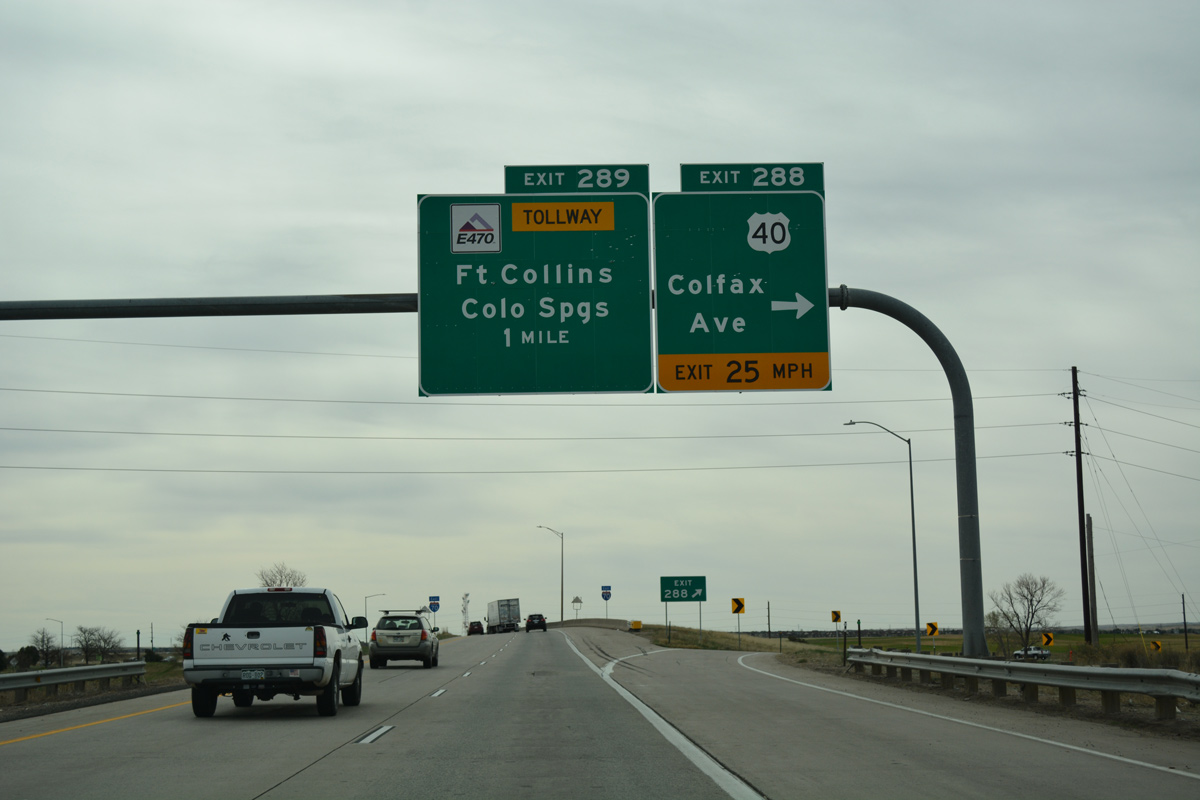 EXIT 289
E470
TOLLWAY
Ft. Collins
Colo Spgs
1 MILE
EXIT 288
40
Colfax
Ave
EXIT 25 MPH
EXIT
288
CHEVROLET